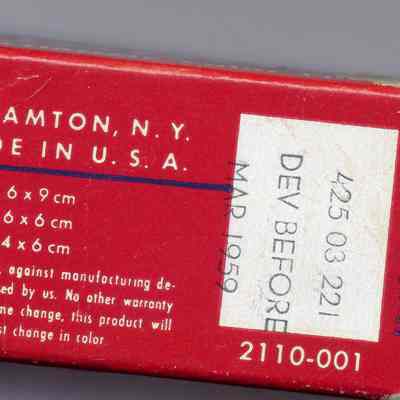 AMTON, N. Y.
DE IN U. S. A.
6 x 9 cm
6 x 6 cm
4 x 6 cm
against manufacturing de-
ed by us. No other warranty
me change, this product will
st change in color
425 03 221
DEV BEFORE
MAR 1959
2110-001